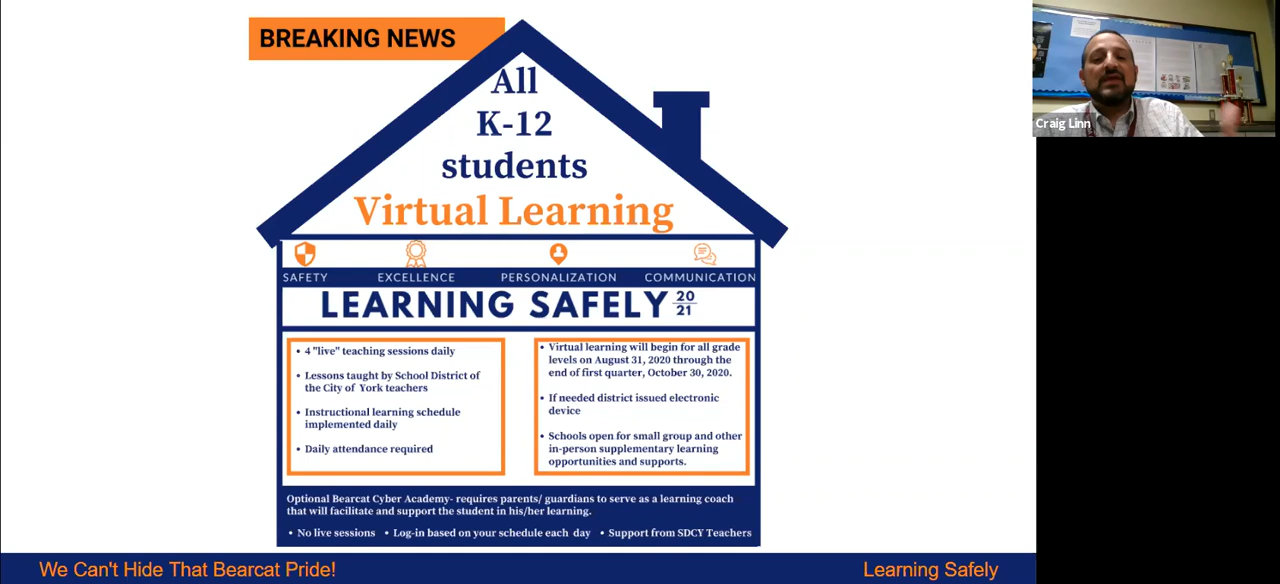 BREAKING NEWS
All
K-12
students
Virtual Learning
SAFETY EXCELLENCE PERSONALIZATION COMMUNICATION
LEARNING SAFELY 20
21
• 4 "live" teaching sessions daily
• Lessons taught by School District of
the City of York teachers
• Instructional learning schedule
implemented daily
• Daily attendance required
• Virtual learning will begin for all grade
levels on August 31, 2020 through the
end of first quarter, October 30, 2020.
• If needed district issued electronic
device
• Schools open for small group and other
in-person supplementary learning
opportunities and supports.
Optional Bearcat Cyber Academy- requires parents/ guardians to serve as a learning coach
that will facilitate and support the student in his/her learning.
• No live sessions • Log-in based on your schedule each day • Support from SDCY Teachers
We Can't Hide That Bearcat Pride!
Learning Safely
Craig Linn